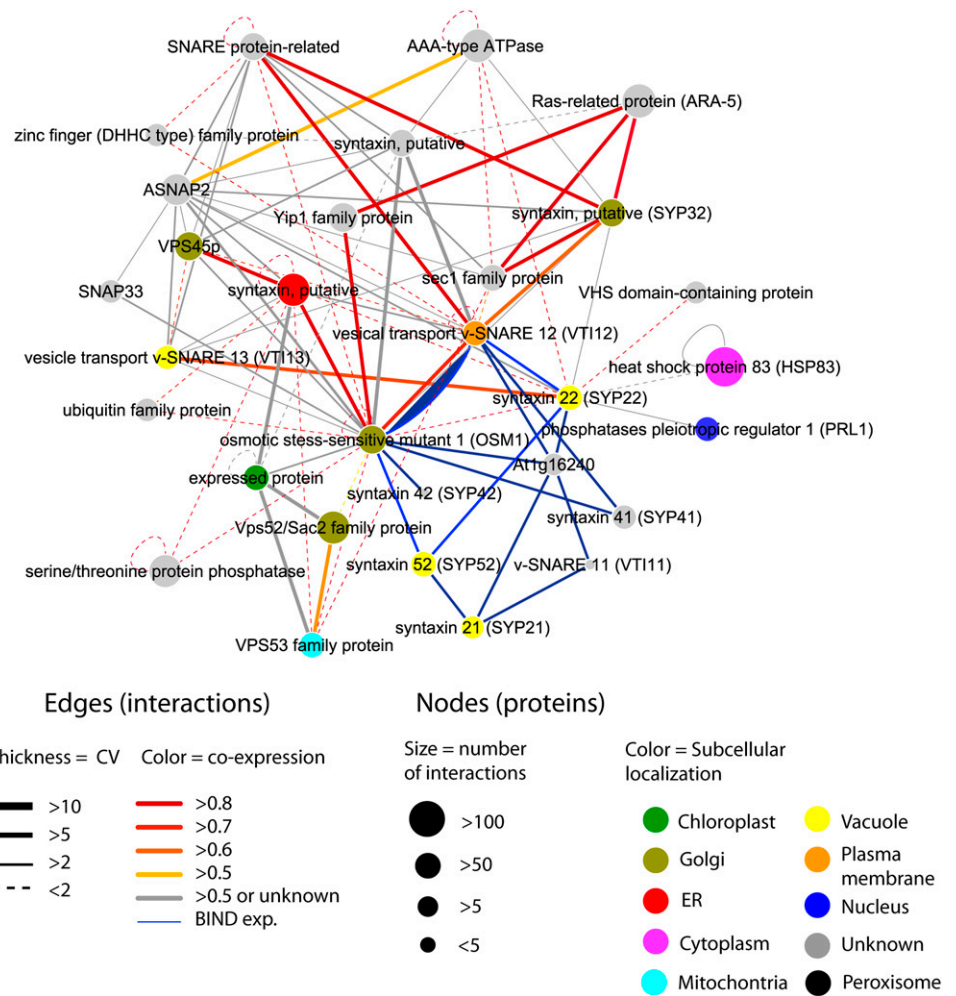 SNARE protein-related
AAA-type ATPase
Ras-related protein (ARA-5)
zinc finger (DHHC type) family protein
syntaxin, putative
ASNAP2
Yip1 family protein
syntaxin, putative (SYP32)
VPS45p
sec1 family protein
SNAP33
syntaxin, putative
VHS domain-containing protein
vesical transport v-SNARE 12 (VTI12)
vesicle transport v-SNARE 13 (VTI13)
heat shock protein 83 (HSP83)
ubiquitin family protein
syntaxin 22 (SYP22)
osmotic stess-sensitive mutant 1 (OSM1)
phosphatases pleiotropic regulator 1 (PRL1)
At1g16240
expressed protein
syntaxin 42 (SYP42)
syntaxin 41 (SYP41)
Vps52/Sac2 family protein
serine/threonine protein phosphatase
syntaxin 52 (SYP52)
v-SNARE 11 (VTI11)
syntaxin 21 (SYP21)
VPS53 family protein
Edges (interactions)
hickness = CV
>10
>5
>2
<2
Color = co-expression
>0.8
>0.7
>0.6
>0.5
>0.5 or unknown
BIND exp.
Nodes (proteins)
Size = number
of interactions
>100
>50
>5
<5
Color = Subcellular
localization
Chloroplast
Golgi
ER
Cytoplasm
Mitochontria
Vacuole
Plasma
membrane
Nucleus
Unknown
Peroxisome